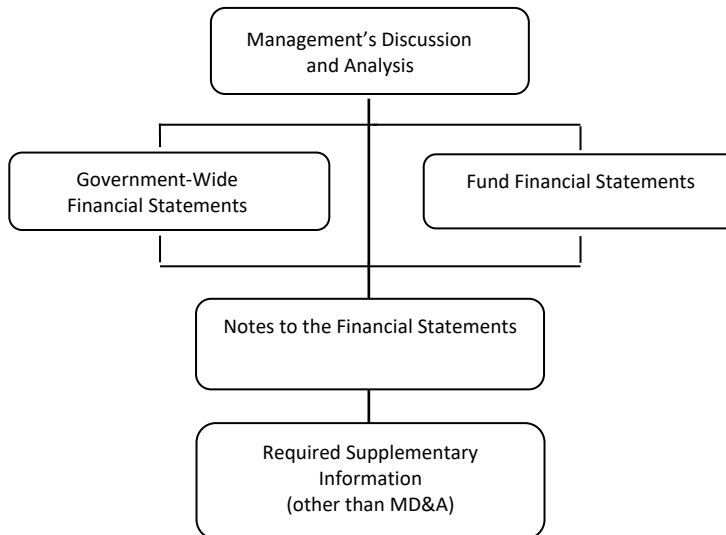 Management’s Discussion
and Analysis
Government-Wide
Financial Statements
Fund Financial Statements
Notes to the Financial Statements
Required Supplementary
Information
(other than MD&A)